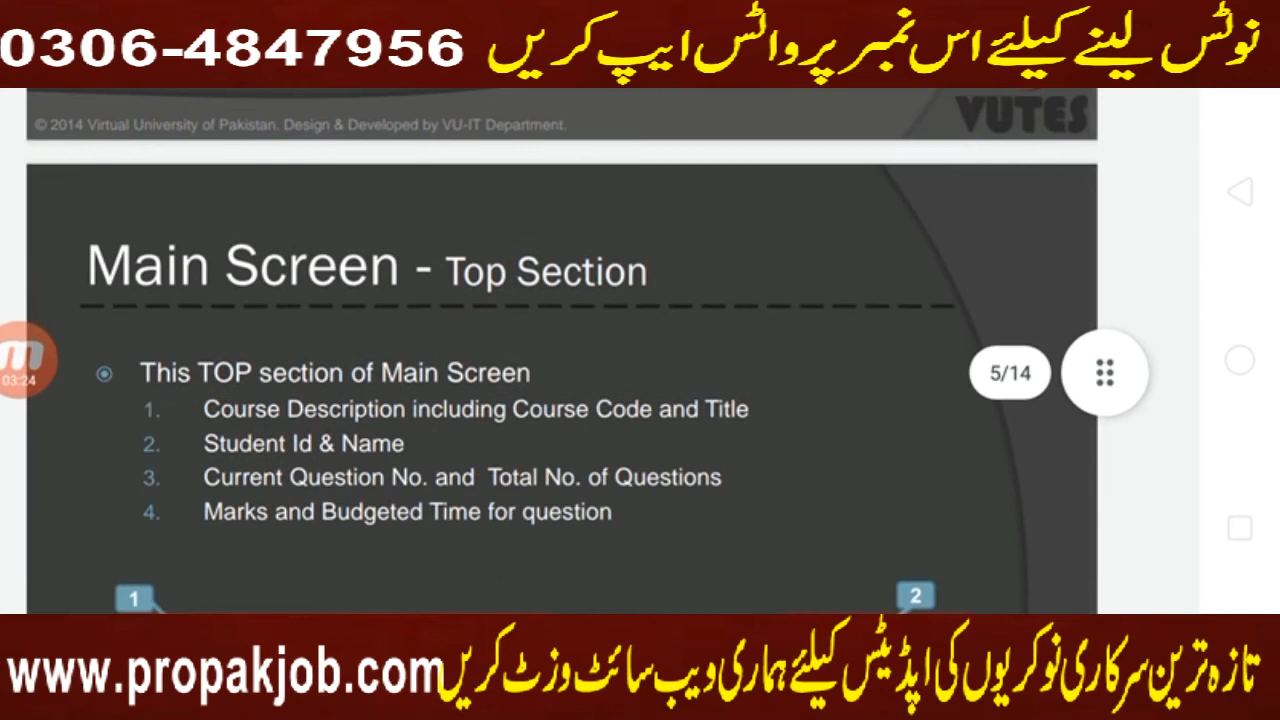 0306-4847956 نوٹس لینے کیلئے اس نمبر پر واٹس ایپ کریں
© 2014 Virtual University of Pakistan. Design & Developed by VU-IT Department.
VUTES
Main Screen - Top Section
This TOP section of Main Screen
1. Course Description including Course Code and Title
2. Student Id & Name
3. Current Question No. and Total No. of Questions
4. Marks and Budgeted Time for question
5/14
03:24
1
2
www.propakjob.com تازہ ترین سرکاری نوکریوں کی اپڈیٹس کیلئے ہماری ویب سائٹ وزٹ کریں